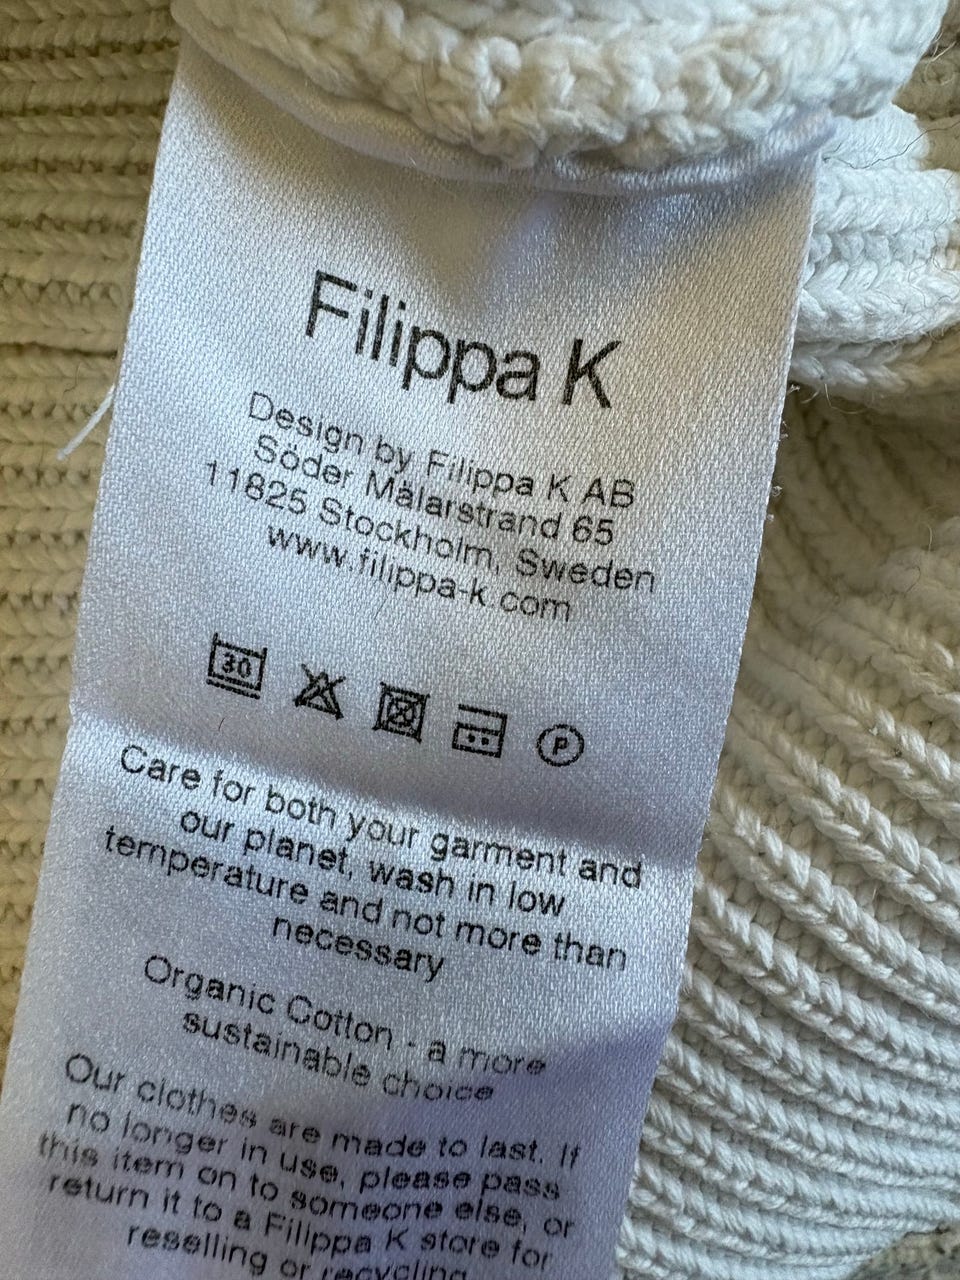 Filippa K
Design by Filippa K AB
Söder Mälarstrand 65
11825 Stockholm, Sweden
www.filippa-k.com
30
P
Care for both your garment and
our planet, wash in low
temperature and not more than
necessary
Organic Cotton - a more
sustainable choice
Our clothes are made to last. If
no longer in use, please pass
this item on to someone else, or
return it to a Filippa K store for
reselling or recycling